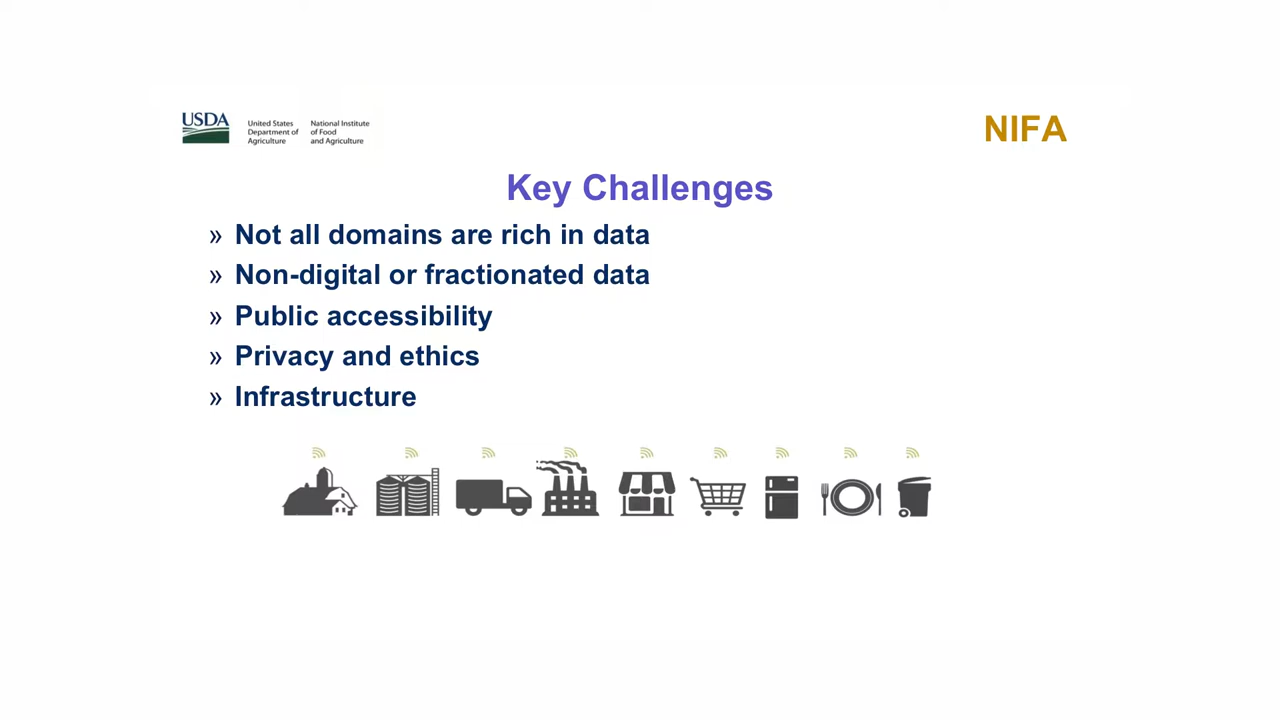 USDA
United States
Department of
Agriculture
National Institute
of Food
and Agriculture
NIFA
Key Challenges
» Not all domains are rich in data
» Non-digital or fractionated data
» Public accessibility
» Privacy and ethics
» Infrastructure